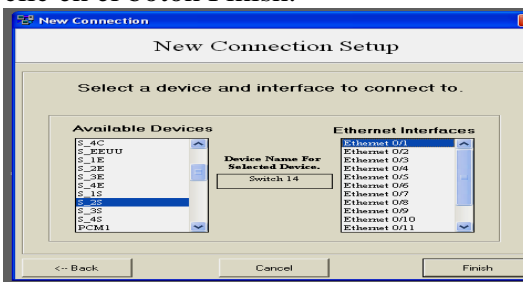 New Connection
New Connection Setup
Select a device and interface to connect to.
Available Devices
S_4C
S_EEUU
S_1E
S_2E
S_3E
S_4E
S_1S
S_2S
S_3S
S_4S
PCM1
Device Name For
Selected Device.
Switch 14
Ethernet Interfaces
Ethernet 0/1
Ethernet 0/2
Ethernet 0/3
Ethernet 0/4
Ethernet 0/5
Ethernet 0/6
Ethernet 0/7
Ethernet 0/8
Ethernet 0/9
Ethernet 0/10
Ethernet 0/11
<-- Back
Cancel
Finish